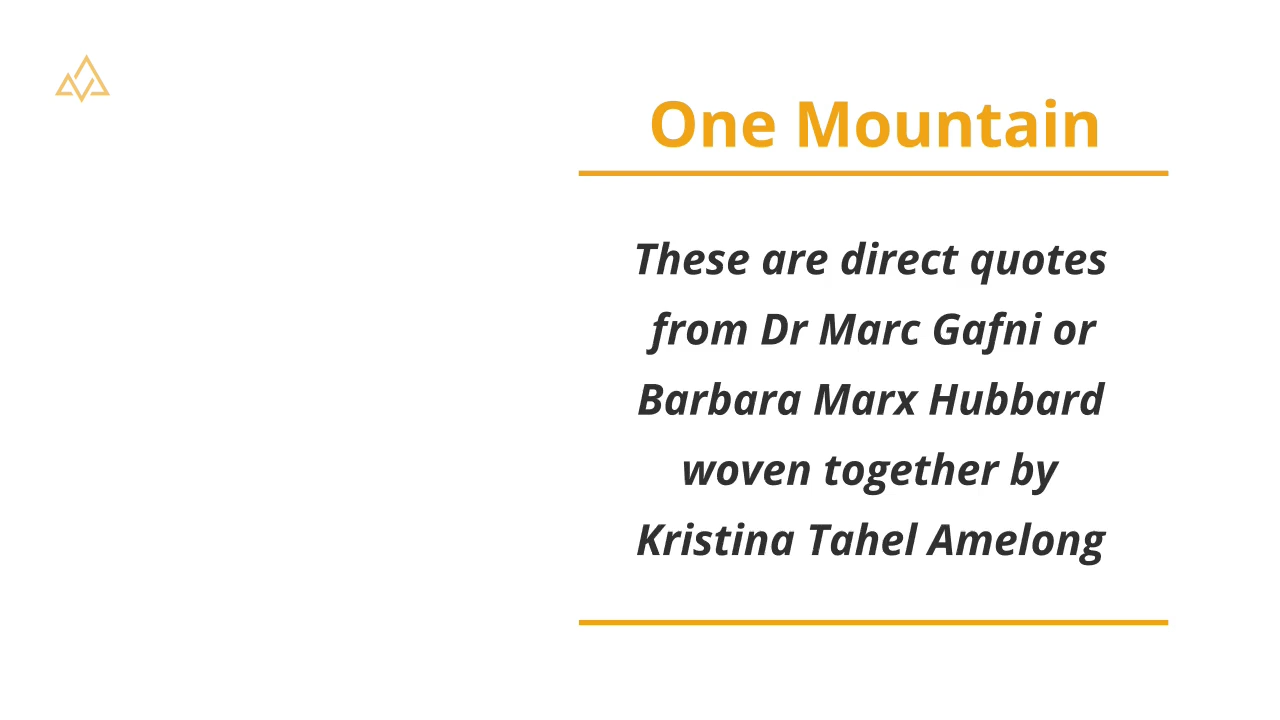 One Mountain
These are direct quotes
from Dr Marc Gafni or
Barbara Marx Hubbard
woven together by
Kristina Tahel Amelong